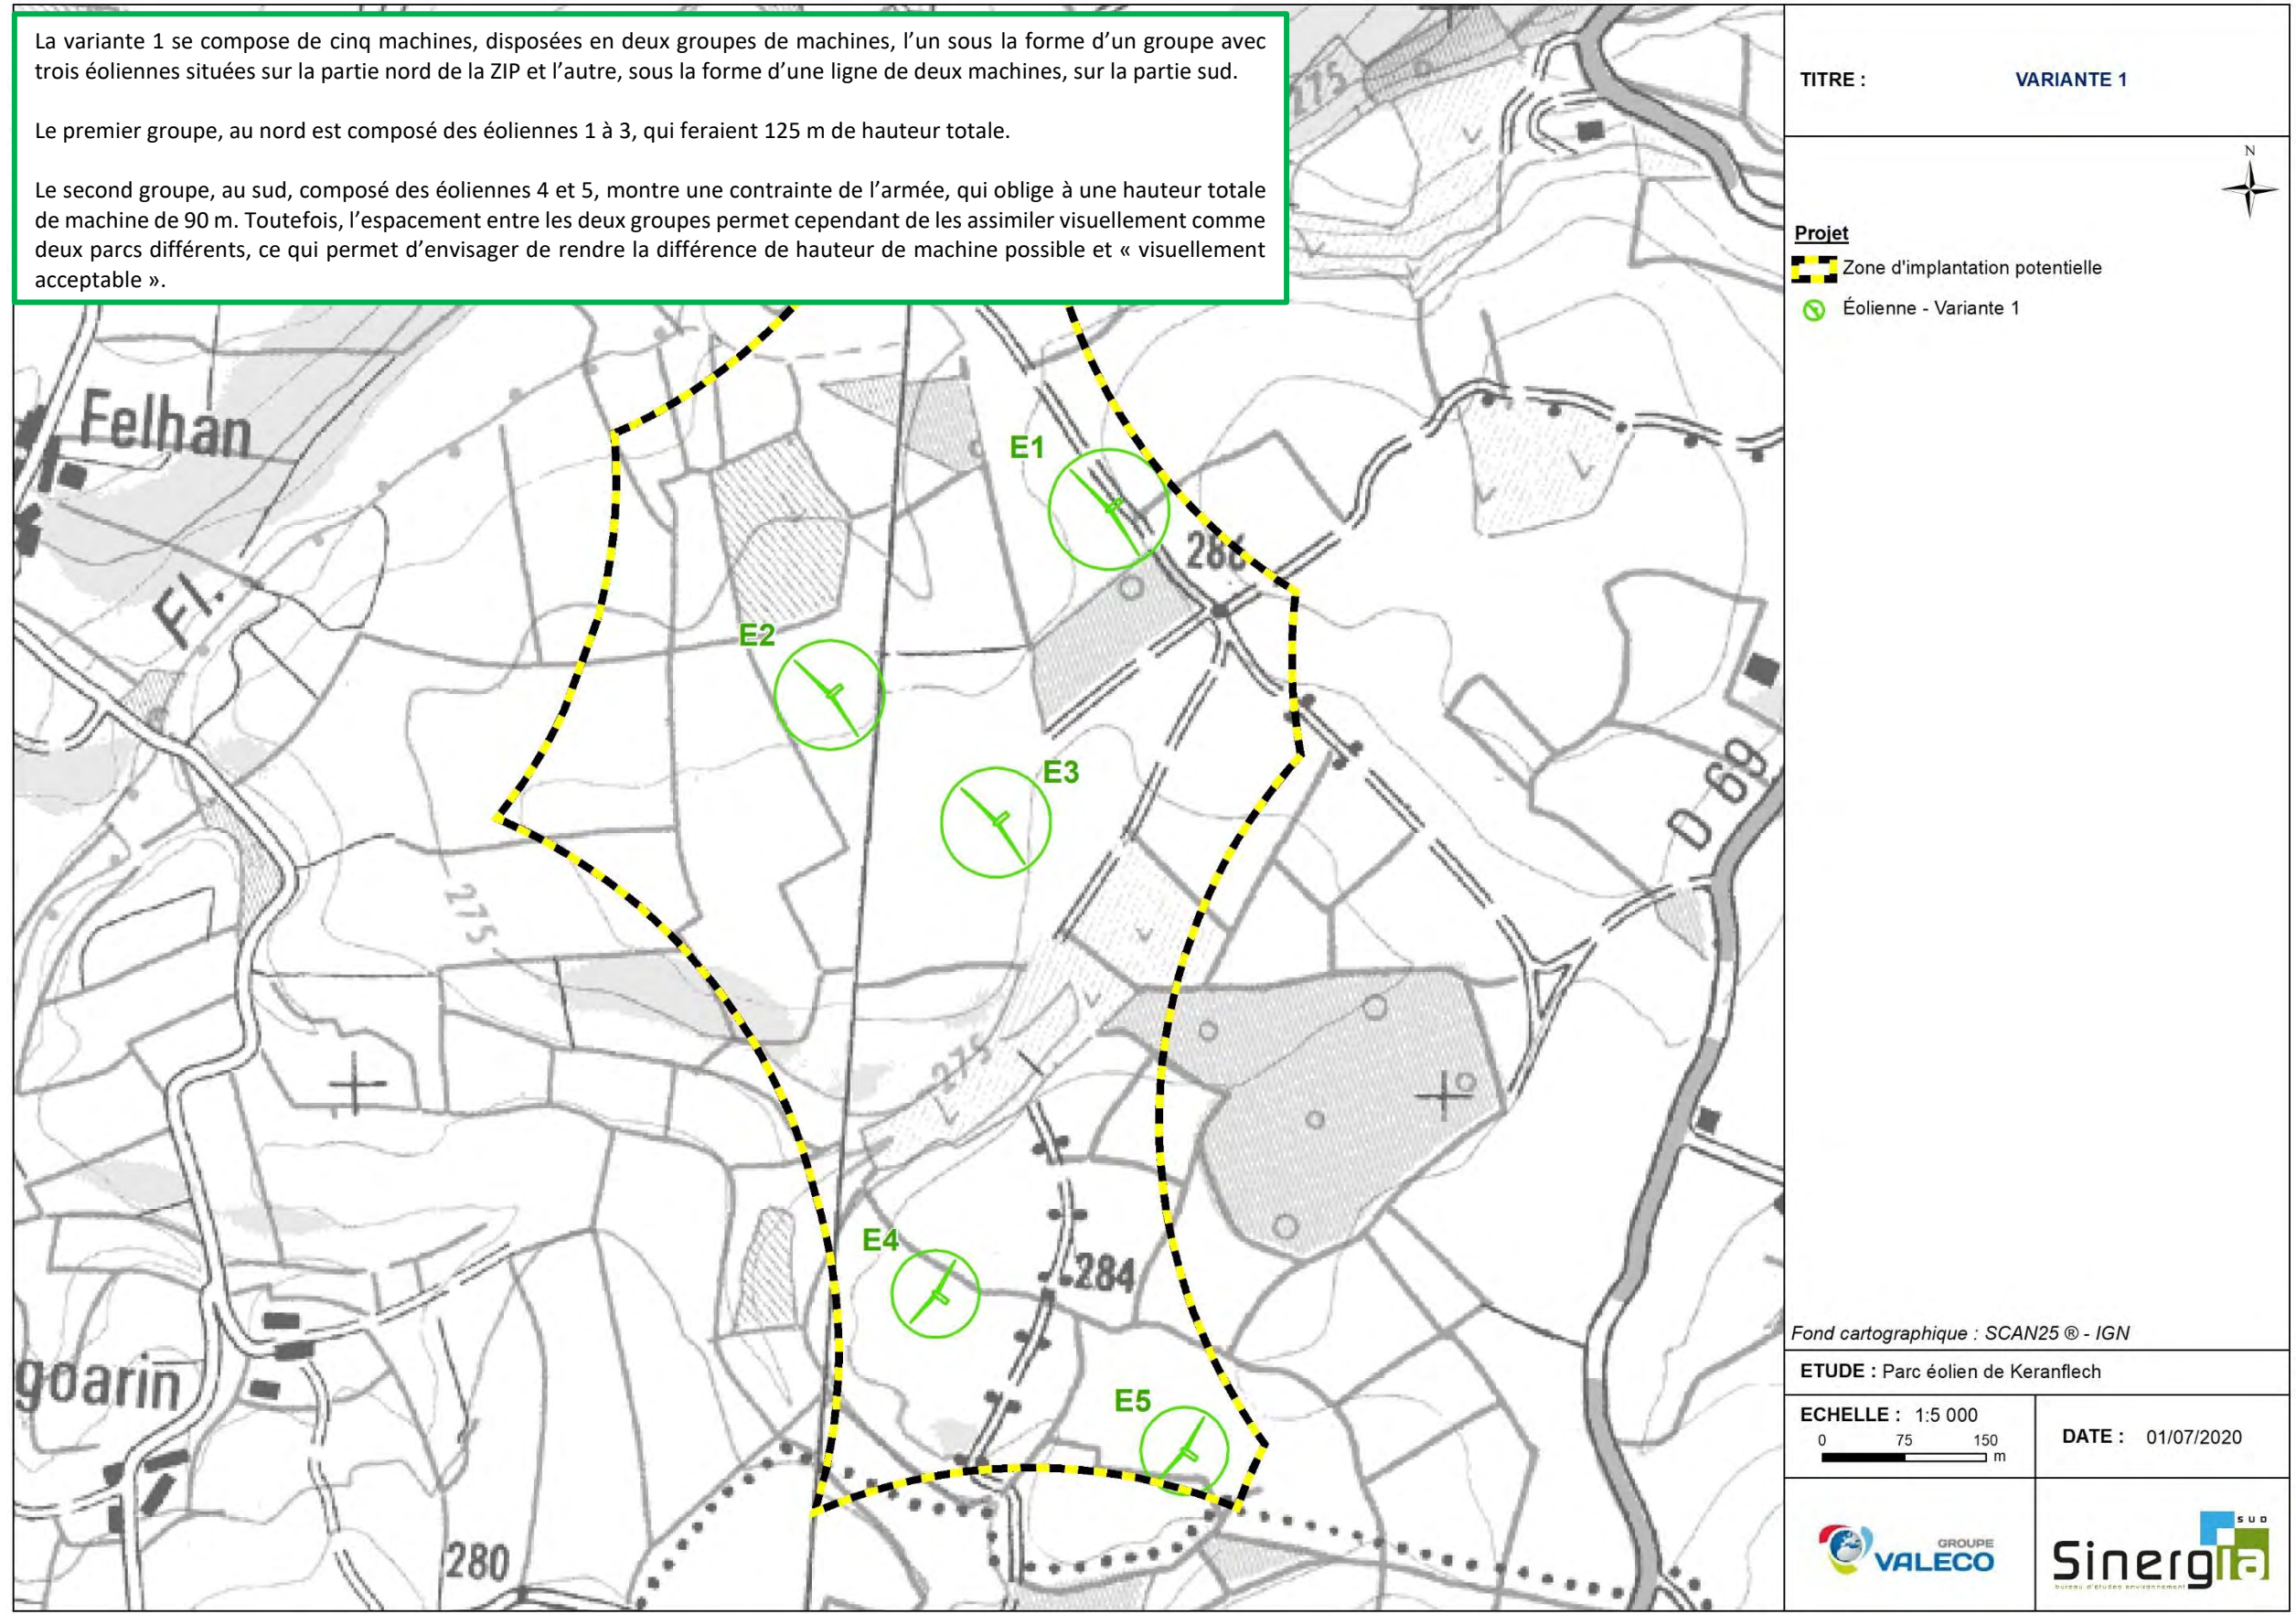 La variante 1 se compose de cinq machines, disposées en deux groupes de machines, l'un sous la forme d'un groupe avec
trois éoliennes situées sur la partie nord de la ZIP et l'autre, sous la forme d'une ligne de deux machines, sur la partie sud.
Le premier groupe, au nord est composé des éoliennes 1 à 3, qui feraient 125 m de hauteur totale.
Le second groupe, au sud, composé des éoliennes 4 et 5, montre une contrainte de l'armée, qui oblige à une hauteur totale
de machine de 90 m. Toutefois, l'espacement entre les deux groupes permet cependant de les assimiler visuellement comme
deux parcs différents, ce qui permet d'envisager de rendre la différence de hauteur de machine possible et « visuellement
acceptable ».
275
Felhan
Fl.
E1
286
E2
E3
D 69
275
275
E4
284
E5
goarin
280
TITRE : VARIANTE 1
N
Projet
Zone d'implantation potentielle
Éolienne - Variante 1
Fond cartographique : SCAN25 ® - IGN
ETUDE : Parc éolien de Keranflech
ECHELLE : 1:5 000
0 75 150
m
DATE : 01/07/2020
GROUPE
VALECO
SUD
Sinergia
bureau d'études environnement